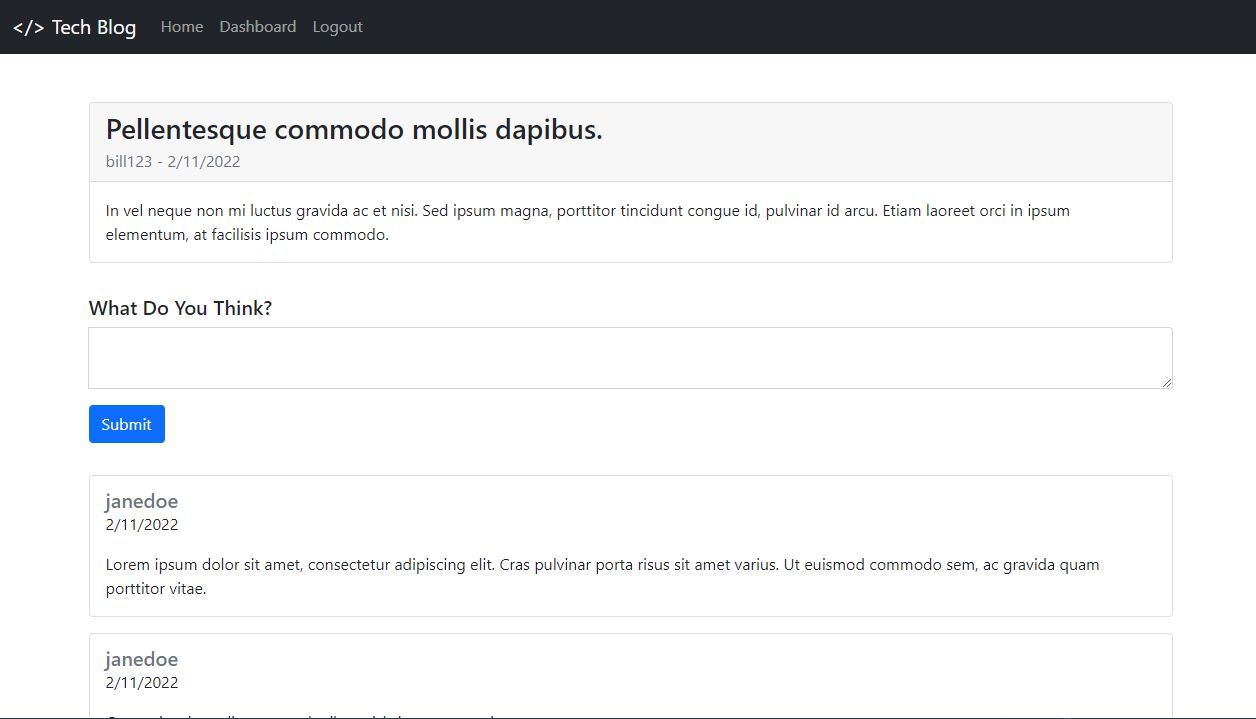 </> Tech Blog Home Dashboard Logout
Pellentesque commodo mollis dapibus.
bill123 - 2/11/2022
In vel neque non mi luctus gravida ac et nisi. Sed ipsum magna, porttitor tincidunt congue id, pulvinar id arcu. Etiam laoreet orci in ipsum
elementum, at facilisis ipsum commodo.
What Do You Think?
Submit
janedoe
2/11/2022
Lorem ipsum dolor sit amet, consectetur adipiscing elit. Cras pulvinar porta risus sit amet varius. Ut euismod commodo sem, ac gravida quam
porttitor vitae.
janedoe
2/11/2022